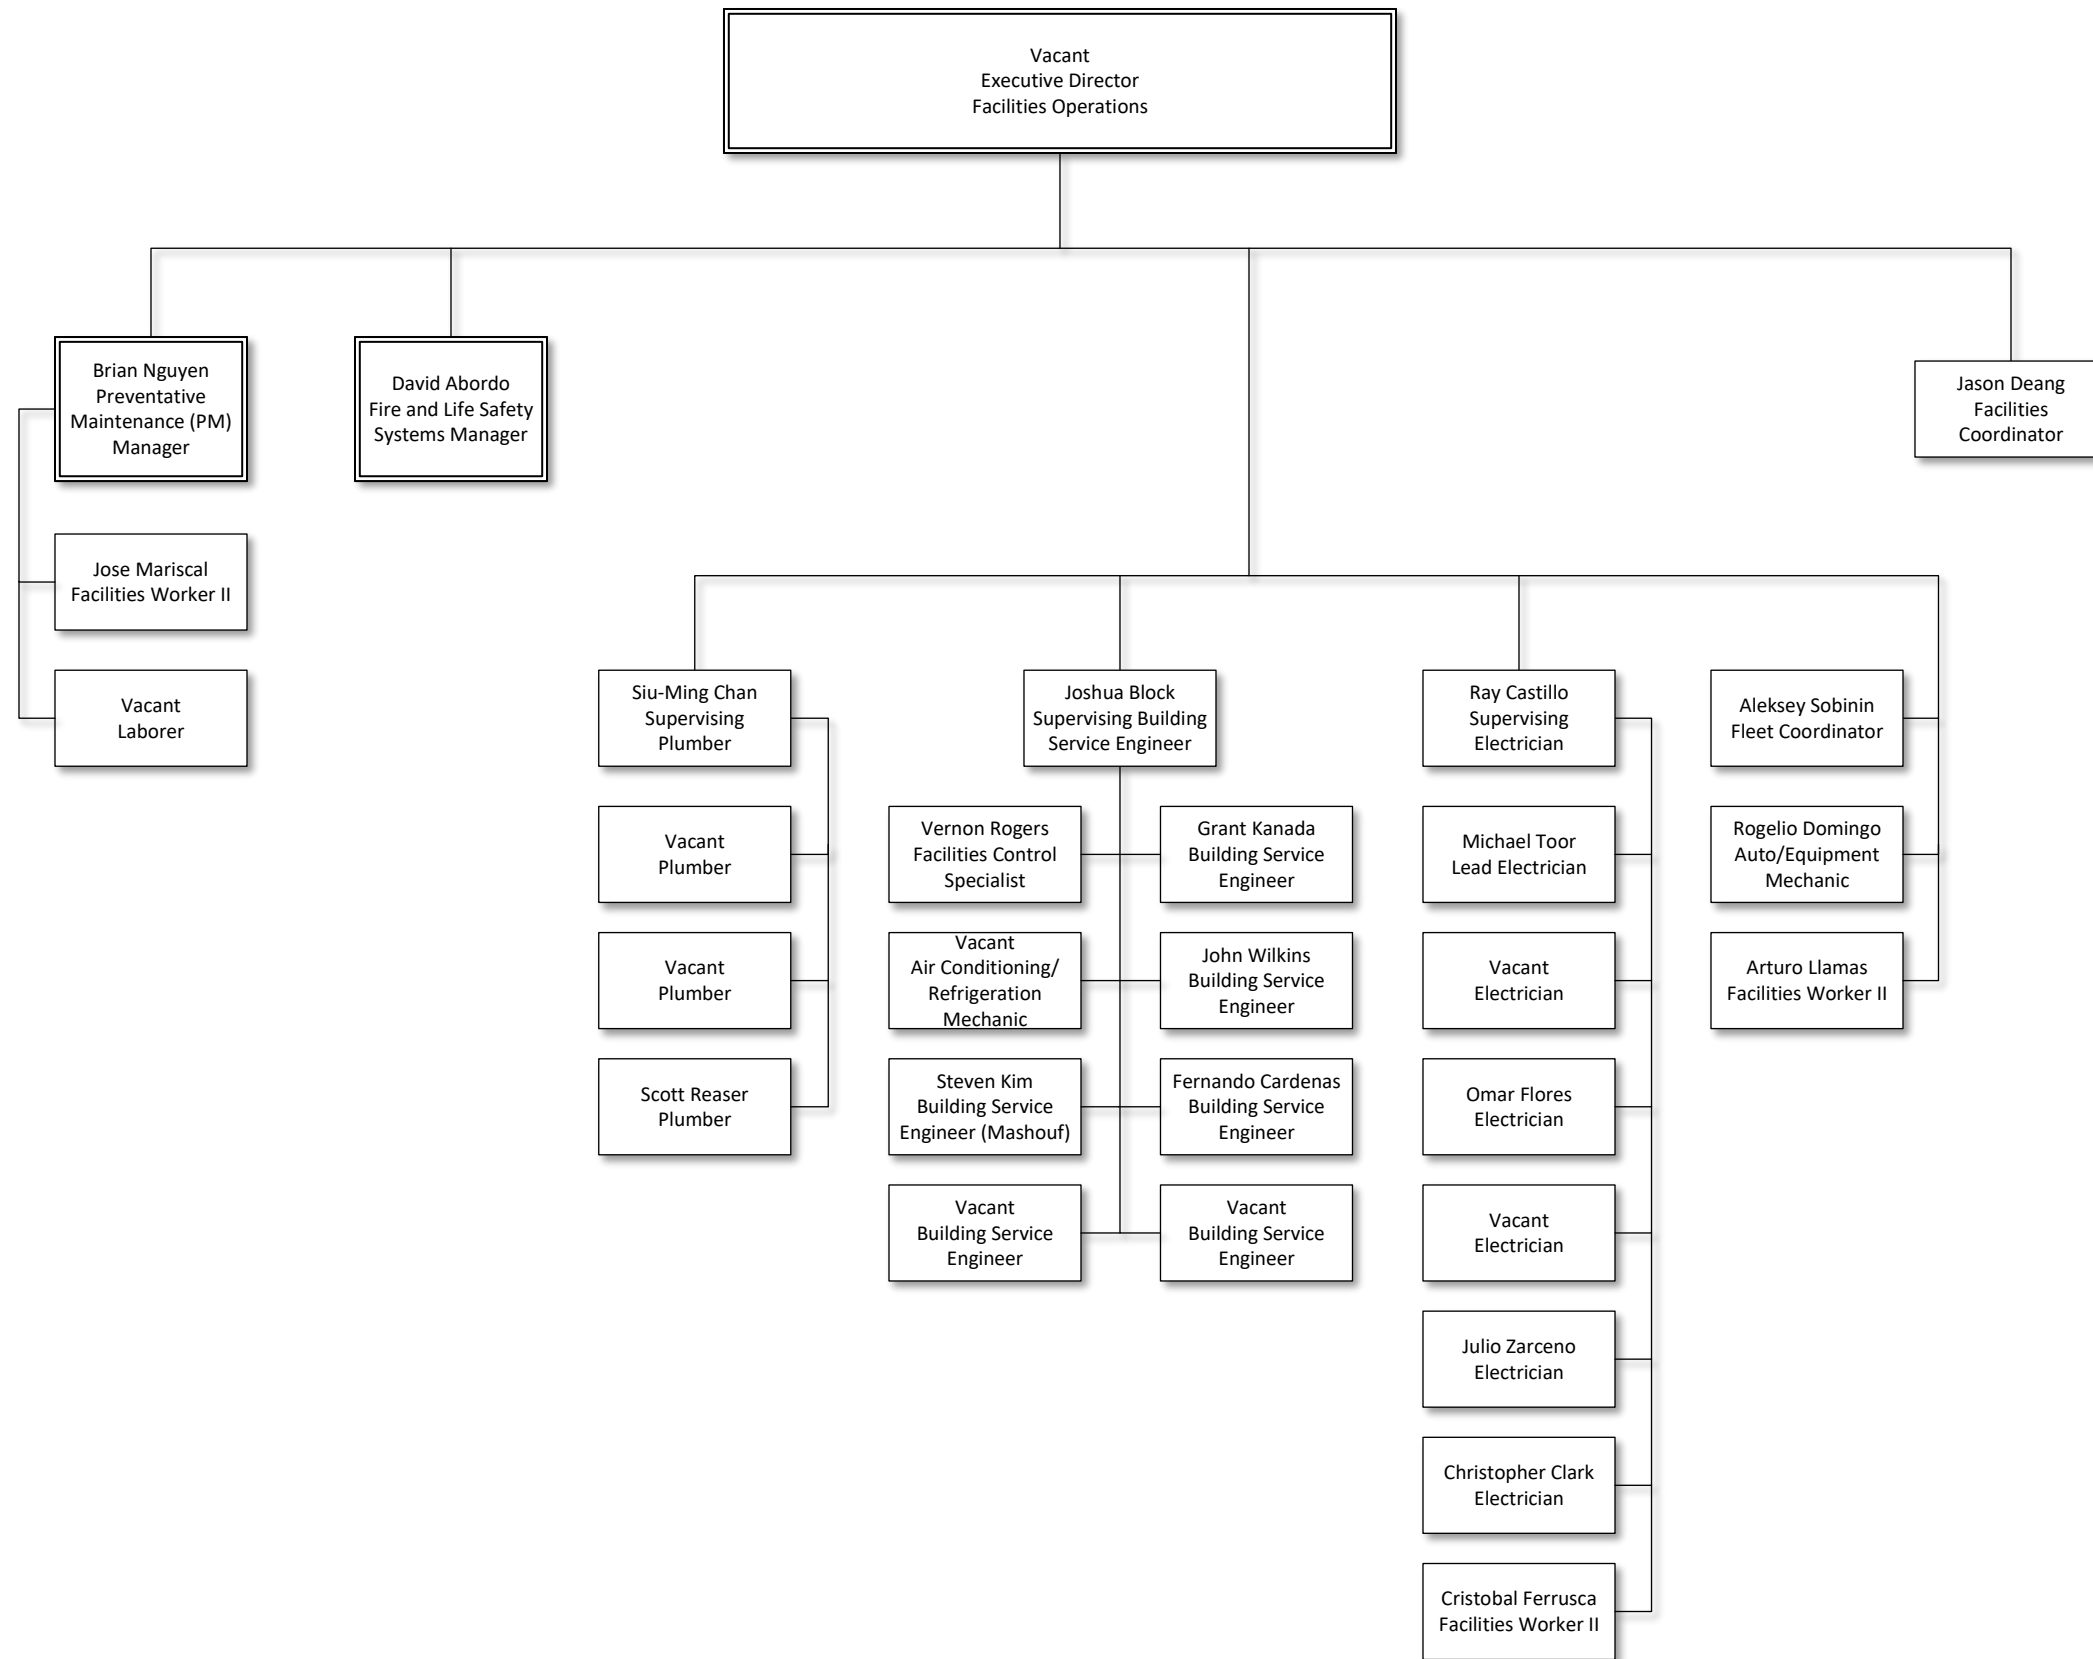 Vacant
Executive Director
Facilities Operations
Brian Nguyen
Preventative
Maintenance (PM)
Manager
David Abordo
Fire and Life Safety
Systems Manager
Jason Deang
Facilities
Coordinator
Jose Mariscal
Facilities Worker II
Vacant
Laborer
Siu-Ming Chan
Supervising
Plumber
Vacant
Plumber
Vacant
Plumber
Scott Reaser
Plumber
Joshua Block
Supervising Building
Service Engineer
Vernon Rogers
Facilities Control
Specialist
Grant Kanada
Building Service
Engineer
Vacant
Air Conditioning/
Refrigeration
Mechanic
John Wilkins
Building Service
Engineer
Steven Kim
Building Service
Engineer (Mashouf)
Fernando Cardenas
Building Service
Engineer
Vacant
Building Service
Engineer
Vacant
Building Service
Engineer
Ray Castillo
Supervising
Electrician
Michael Toor
Lead Electrician
Vacant
Electrician
Omar Flores
Electrician
Vacant
Electrician
Julio Zarceno
Electrician
Christopher Clark
Electrician
Cristobal Ferrusca
Facilities Worker II
Aleksey Sobinin
Fleet Coordinator
Rogelio Domingo
Auto/Equipment
Mechanic
Arturo Llamas
Facilities Worker II